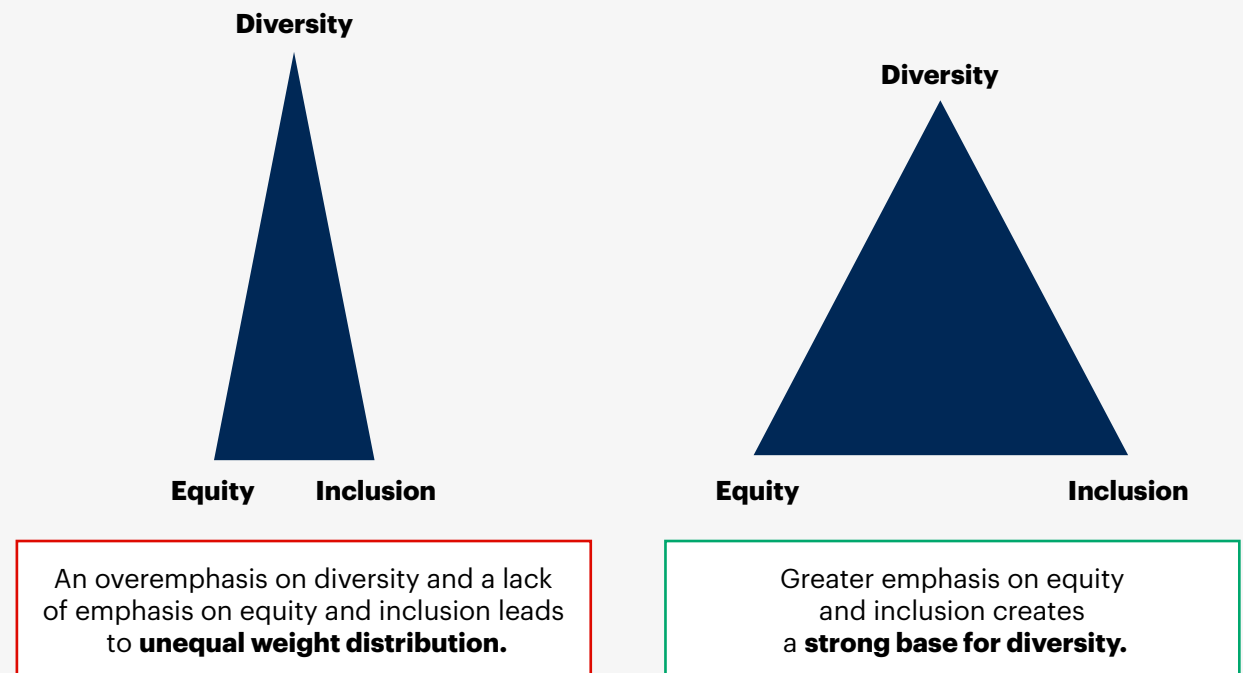 Diversity
Equity
Inclusion
An overemphasis on diversity and a lack
of emphasis on equity and inclusion leads
to unequal weight distribution.
Diversity
Equity
Inclusion
Greater emphasis on equity
and inclusion creates
a strong base for diversity.